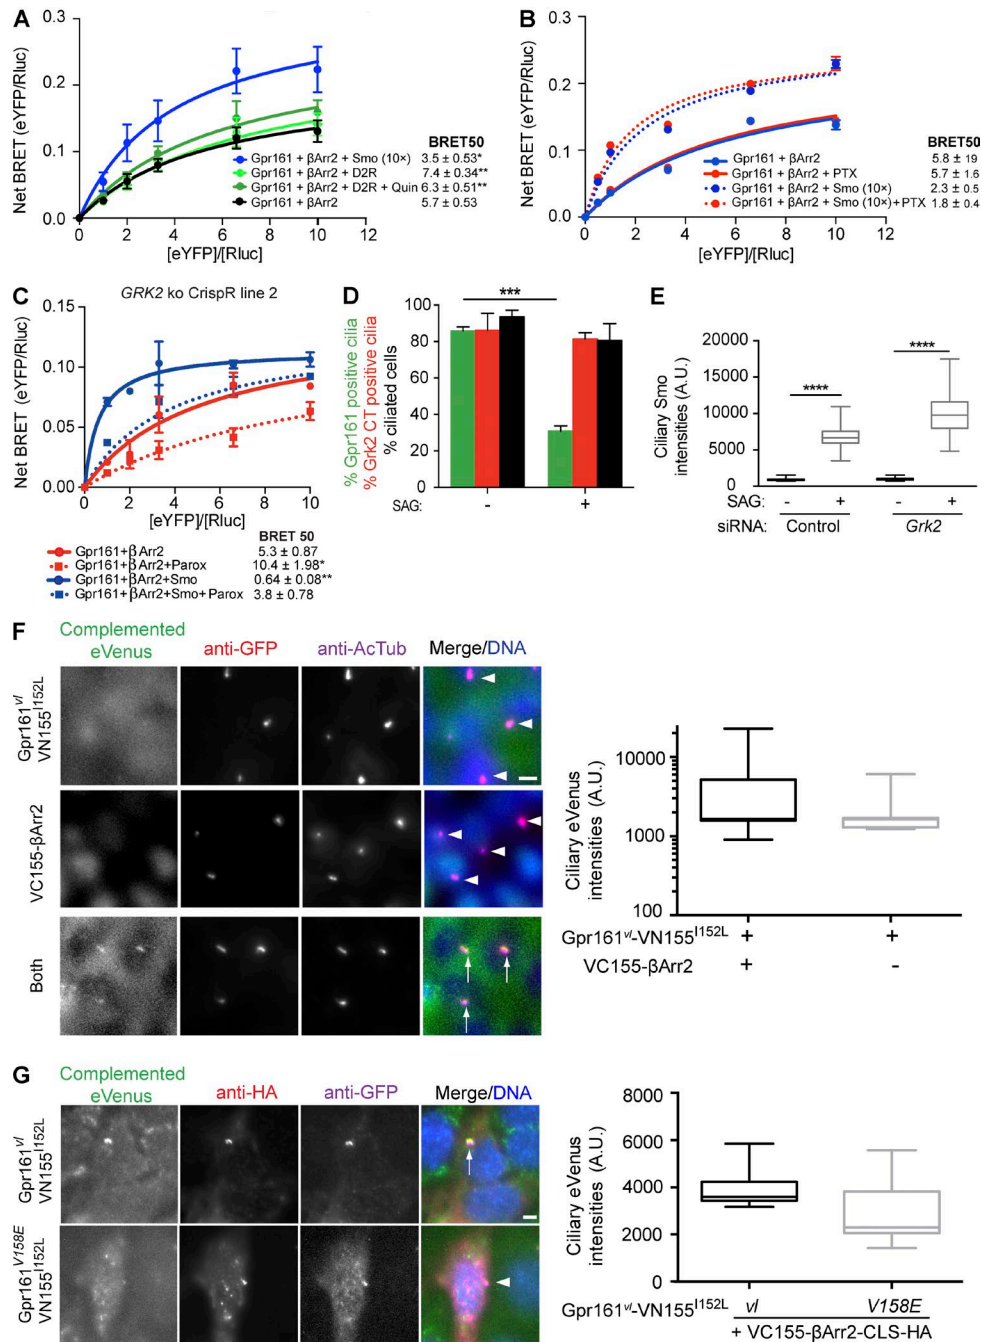 A
0.3
0.2
0.1
0.0
Net BRET (eYFP/Rluc)
0 2 4 6 8 10 12
[eYFP]/[Rluc]
BRET50
Gpr161 + βArr2 + Smo (10×) 3.5 ± 0.53*
Gpr161 + βArr2 + D2R 7.4 ± 0.34**
Gpr161 + βArr2 + D2R + Quin 6.3 ± 0.51**
Gpr161 + βArr2 5.7 ± 0.53
B
0.3
0.2
0.1
0.0
Net BRET (eYFP/Rluc)
0 2 4 6 8 10 12
[eYFP]/[Rluc]
BRET50
Gpr161 + βArr2 5.8 ± 19
Gpr161 + βArr2 + PTX 5.7 ± 1.6
Gpr161 + βArr2 + Smo (10×) 2.3 ± 0.5
Gpr161 + βArr2 + Smo (10×)+PTX 1.8 ± 0.4
C
GRK2 ko CrispR line 2
0.15
0.10
0.05
0.00
Net BRET (eYFP/Rluc)
0 2 4 6 8 10
[eYFP]/[Rluc]
BRET 50
Gpr161+βArr2 5.3 ± 0.87
Gpr161+βArr2+Parox 10.4 ± 1.98*
Gpr161+βArr2+Smo 0.64 ± 0.08**
Gpr161+βArr2+Smo+Parox 3.8 ± 0.78
D
***
100
80
60
40
20
0
% Gpr161 positive cilia
% Grk2 CT positive cilia
% ciliated cells
SAG: - +
E
20000
15000
10000
5000
0
Ciliary Smo
intensities (A.U.)
****
****
SAG: - + - +
siRNA: Control Grk2
F
Complemented
eVenus
anti-GFP
anti-AcTub
Merge/DNA
Gpr161vl
VN155I152L
VC155-βArr2
Both
10000
1000
100
Ciliary eVenus
intensities (A.U.)
Gpr161vl-VN155I152L + +
VC155-βArr2 + -
G
Complemented
eVenus
anti-HA
anti-GFP
Merge/DNA
Gpr161vl
VN155I152L
Gpr161V158E
VN155I152L
8000
6000
4000
2000
0
Ciliary eVenus
intensities (A.U.)
Gpr161vl-VN155I152L vl V158E
+ VC155-βArr2-CLS-HA